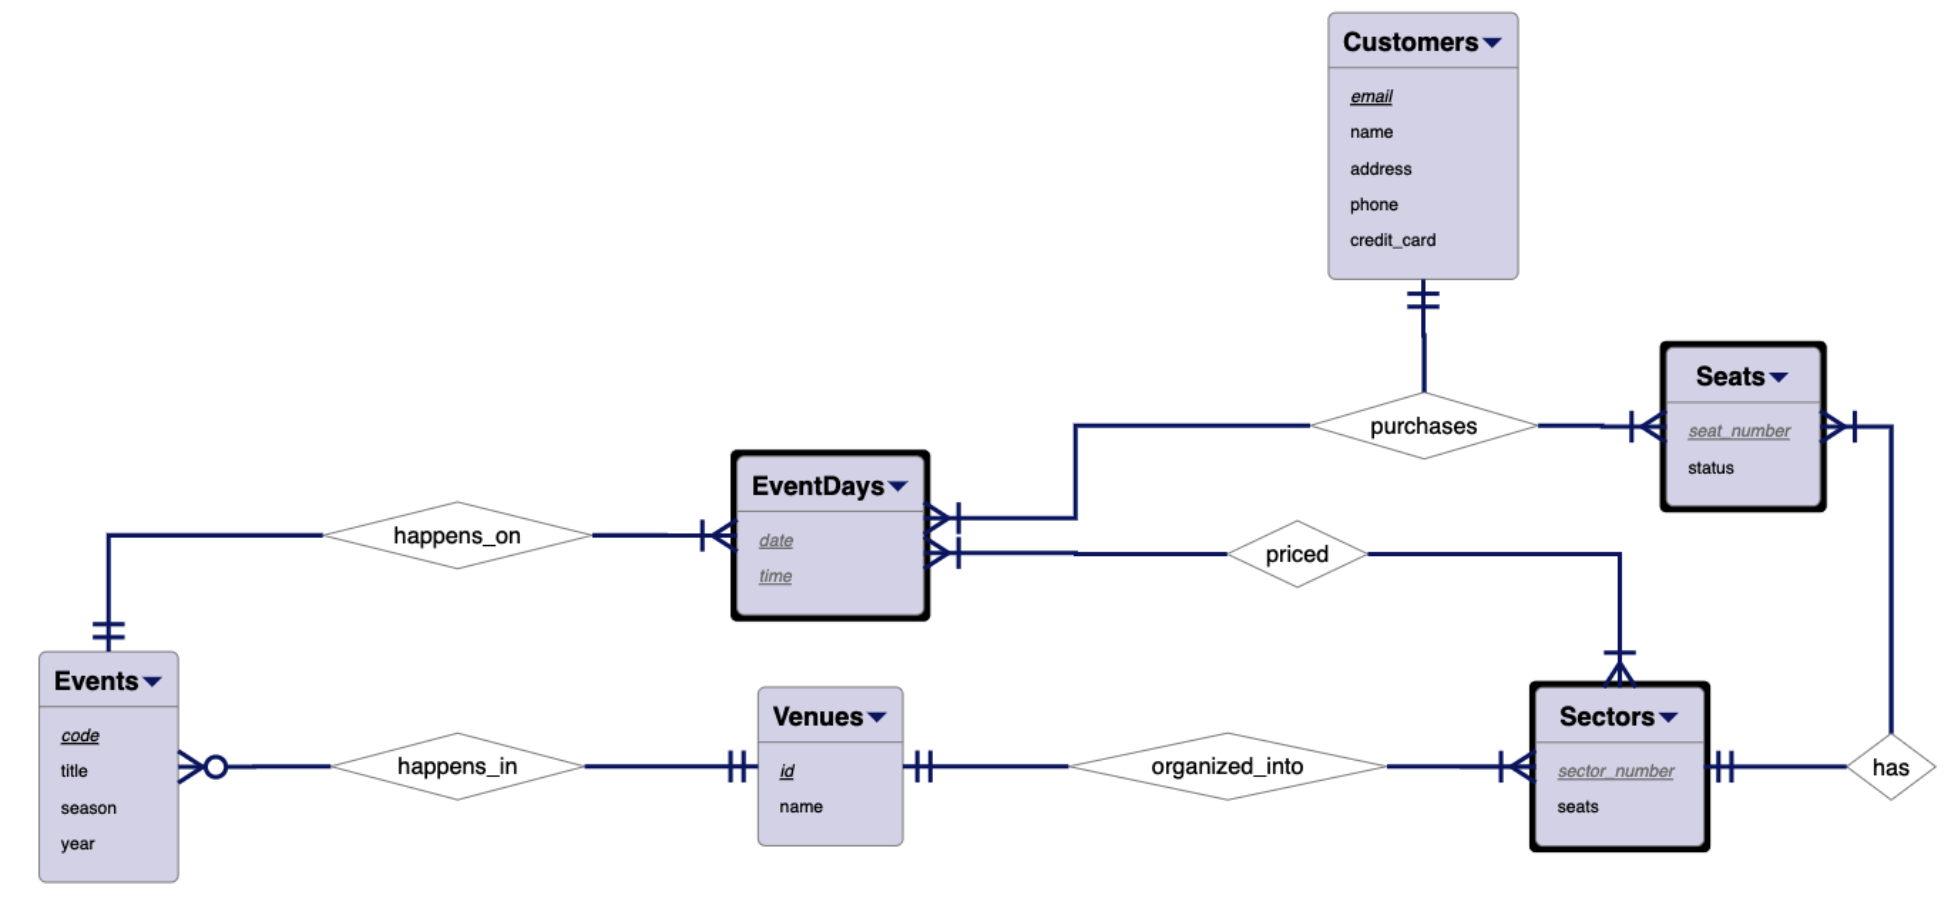 Customers
email
name
address
phone
credit_card
Seats
seat_number
status
purchases
EventDays
date
time
happens_on
priced
Events
code
title
season
year
happens_in
Venues
id
name
organized_into
Sectors
sector_number
seats
has